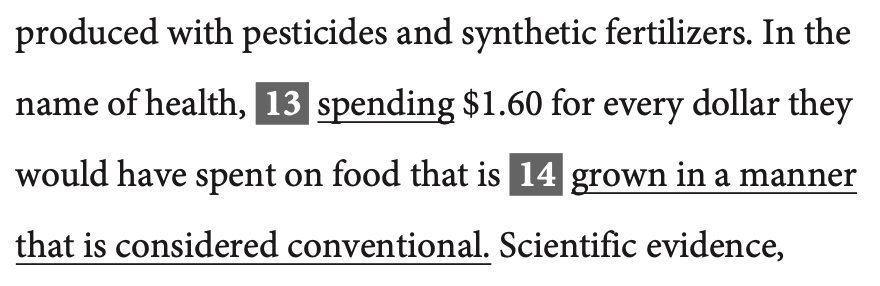 produced with pesticides and synthetic fertilizers. In the
name of health, 13 spending $1.60 for every dollar they
would have spent on food that is 14 grown in a manner
that is considered conventional. Scientific evidence,